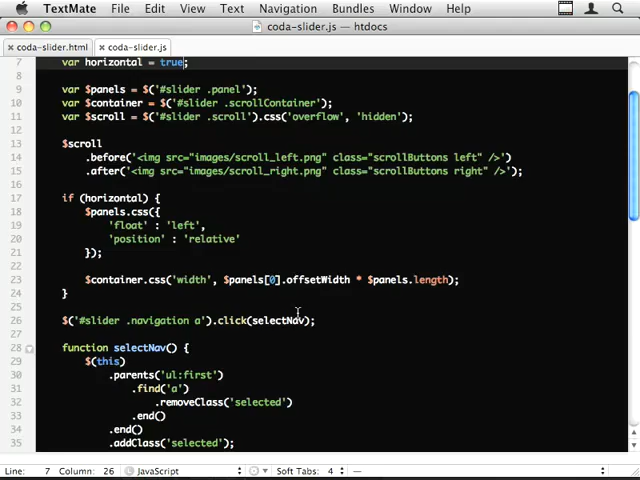 TextMate File Edit View Text Navigation Bundles Window Help
coda-slider.js — htdocs
coda-slider.html coda-slider.js
7 var horizontal = true;
8
9 var $panels = $('#slider .panel');
10 var $container = $('#slider .scrollContainer');
11 var $scroll = $('#slider .scroll').css('overflow', 'hidden');
12
13 $scroll
14 .before('<img src="images/scroll_left.png" class="scrollButtons left" />')
15 .after('<img src="images/scroll_right.png" class="scrollButtons right" />');
16
17 if (horizontal) {
18 $panels.css({
19 'float' : 'left',
20 'position' : 'relative'
21 });
22
23 $container.css('width', $panels[0].offsetWidth * $panels.length);
24 }
25
26 $('#slider .navigation a').click(selectNav);
27
28 function selectNav() {
29 $(this)
30 .parents('ul:first')
31 .find('a')
32 .removeClass('selected')
33 .end()
34 .end()
35 .addClass('selected');
Line: 7 Column: 26 JavaScript Soft Tabs: 4 —